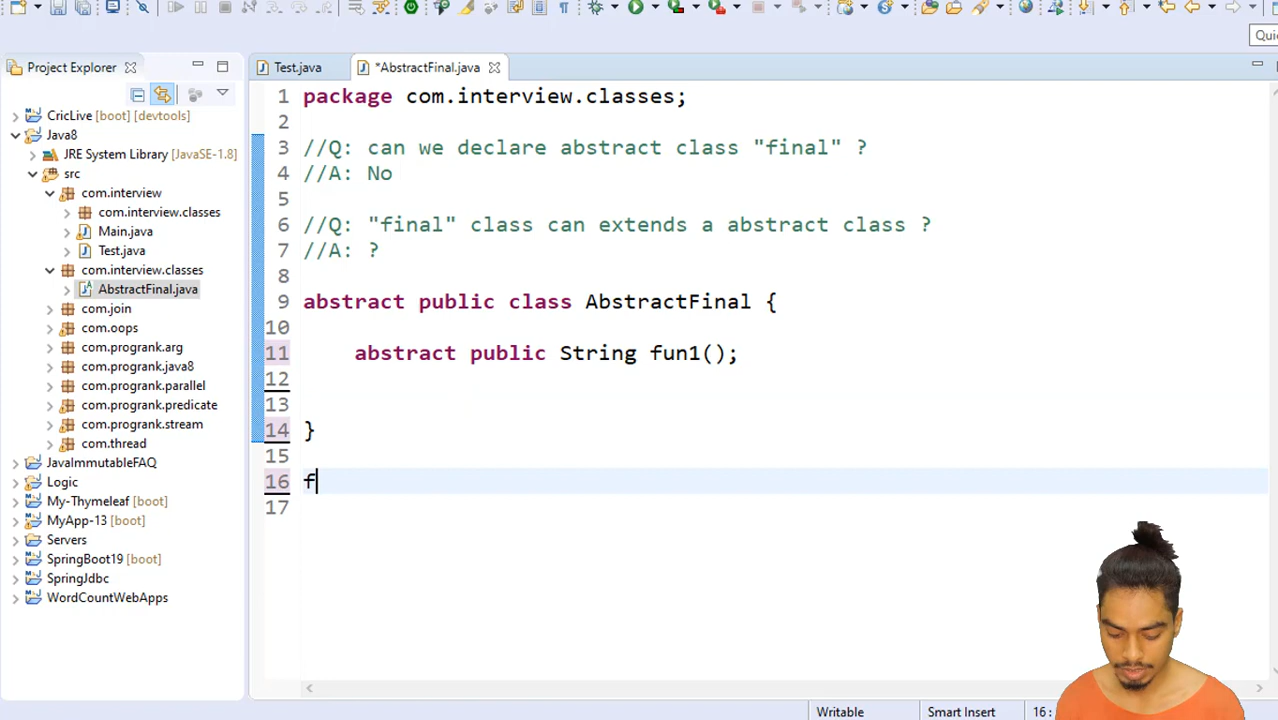 Quic
Project Explorer
Test.java
*AbstractFinal.java
CricLive [boot] [devtools]
Java8
JRE System Library [JavaSE-1.8]
src
com.interview
com.interview.classes
Main.java
Test.java
com.interview.classes
AbstractFinal.java
com.join
com.oops
com.progrank.arg
com.progrank.java8
com.progrank.parallel
com.progrank.predicate
com.progrank.stream
com.thread
JavaImmutableFAQ
Logic
My-Thymeleaf [boot]
MyApp-13 [boot]
Servers
SpringBoot19 [boot]
SpringJdbc
WordCountWebApps
1 package com.interview.classes;
2
3 //Q: can we declare abstract class "final" ?
4 //A: No
5
6 //Q: "final" class can extends a abstract class ?
7 //A: ?
8
9 abstract public class AbstractFinal {
10
11 abstract public String fun1();
12
13
14 }
15
16 f
17
Writable
Smart Insert
16 :